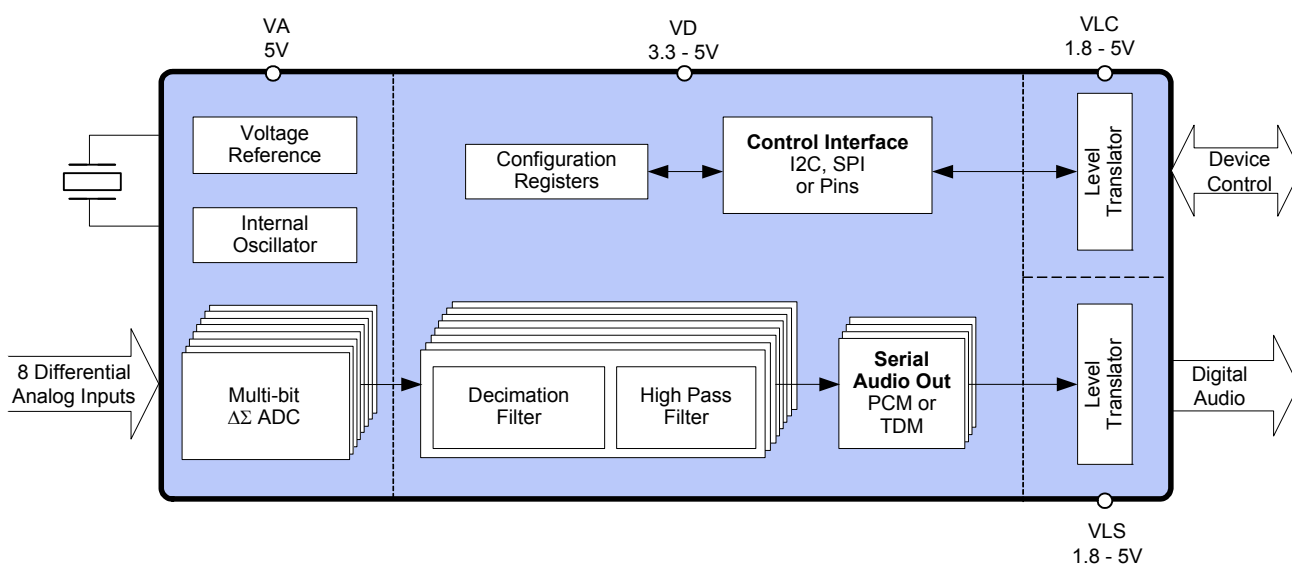 VA
5V
VD
3.3 - 5V
VLC
1.8 - 5V
Voltage
Reference
Internal
Oscillator
Configuration
Registers
Control Interface
I2C, SPI
or Pins
Level
Translator
Device
Control
8 Differential
Analog Inputs
Multi-bit
ΔΣ ADC
Decimation
Filter
High Pass
Filter
Serial
Audio Out
PCM or
TDM
Level
Translator
Digital
Audio
VLS
1.8 - 5V